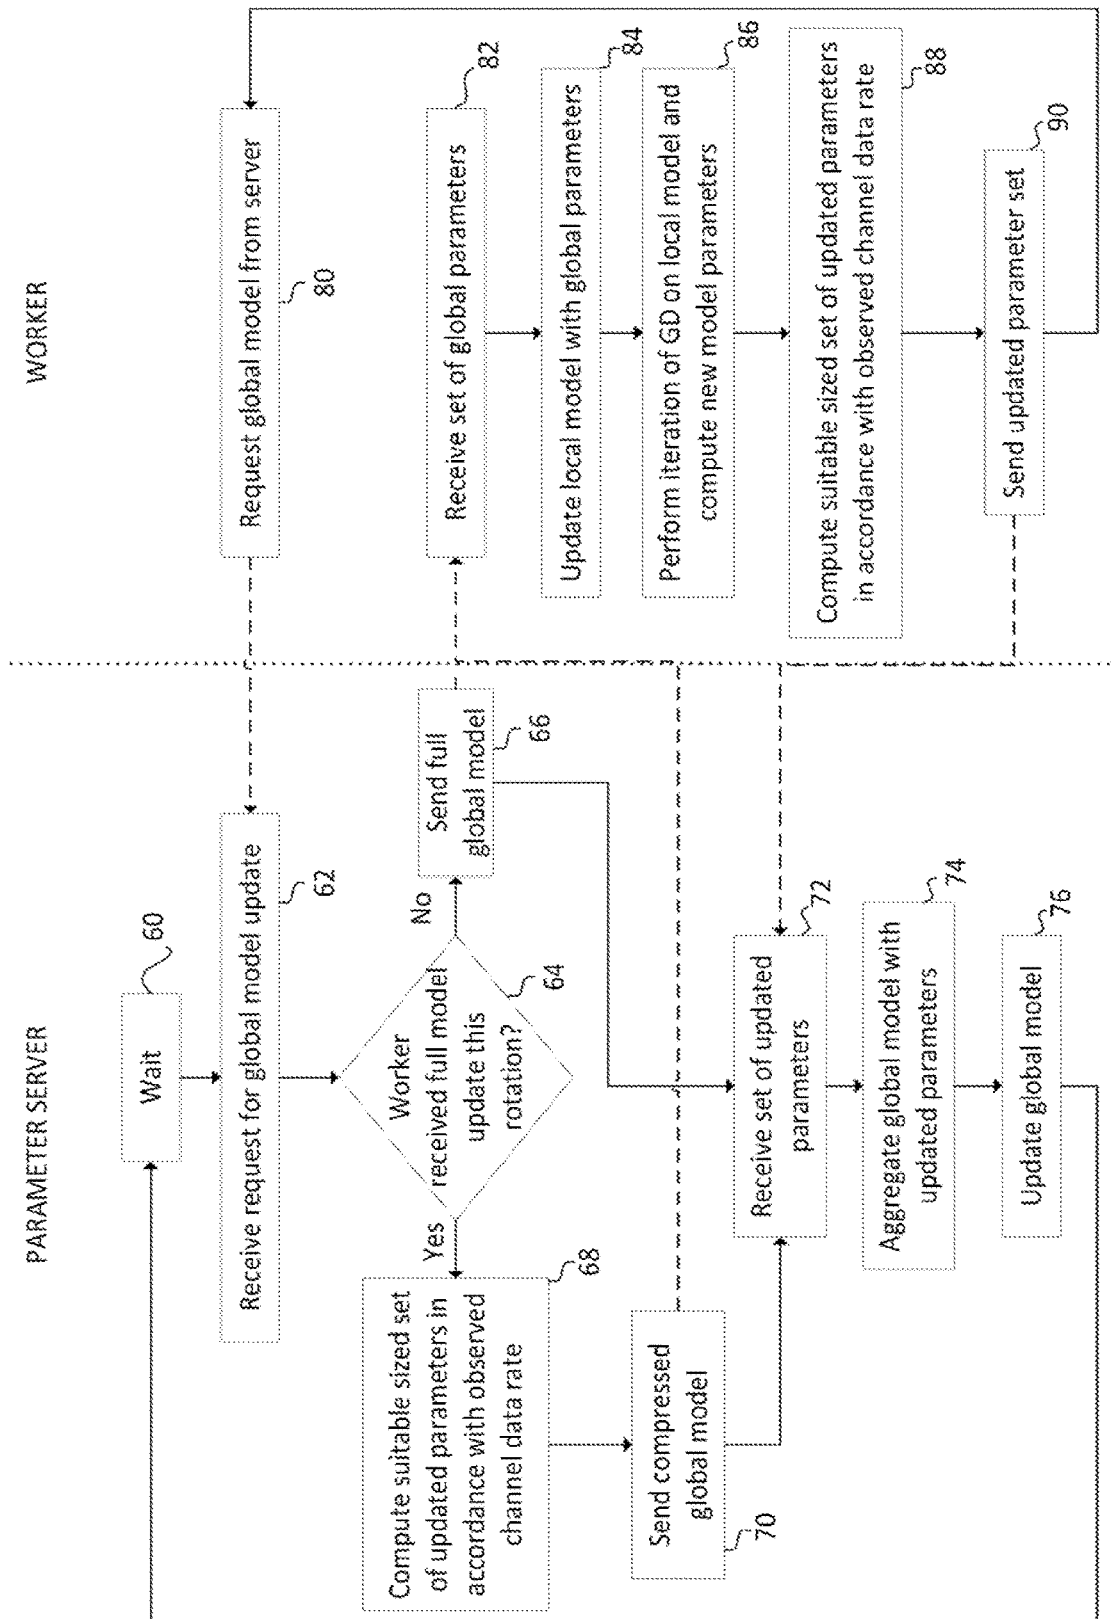 PARAMETER SERVER
WORKER
Wait
60
Receive request for global model update
62
Worker
received full model
update this
rotation?
64
Yes
No
Send full
global model
66
Compute suitable sized set
of updated parameters in
accordance with observed
channel data rate
68
Send compressed
global model
70
Receive set of updated
parameters
72
Aggregate global model with
updated parameters
74
Update global model
76
Request global model from server
80
Receive set of global parameters
82
Update local model with global parameters
84
Perform iteration of GD on local model and
compute new model parameters
86
Compute suitable sized set of updated parameters
in accordance with observed channel data rate
88
Send updated parameter set
90